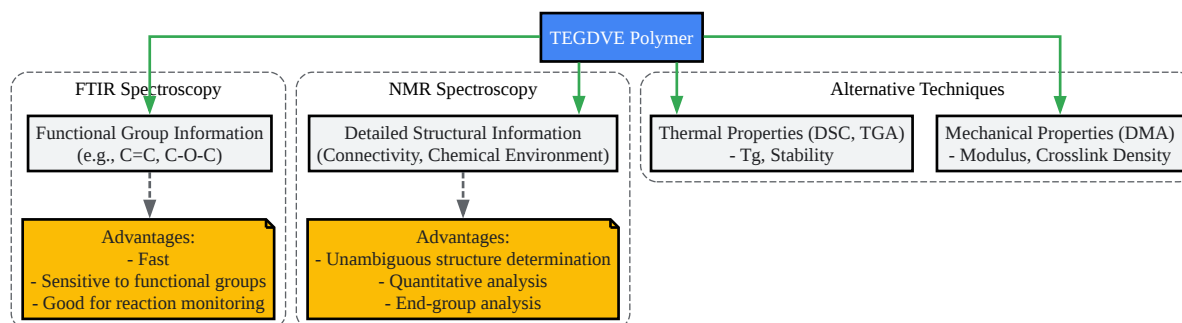 TEGDVE Polymer
FTIR Spectroscopy
Functional Group Information
(e.g., C=C, C-O-C)
Advantages:
- Fast
- Sensitive to functional groups
- Good for reaction monitoring
NMR Spectroscopy
Detailed Structural Information
(Connectivity, Chemical Environment)
Advantages:
- Unambiguous structure determination
- Quantitative analysis
- End-group analysis
Alternative Techniques
Thermal Properties (DSC, TGA)
- Tg, Stability
Mechanical Properties (DMA)
- Modulus, Crosslink Density